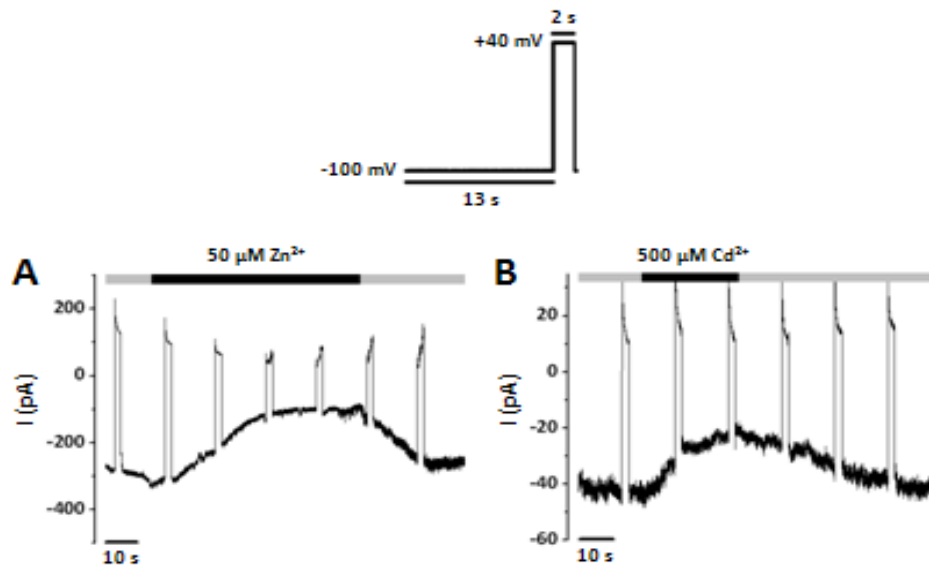 2 s
+40 mV
-100 mV
13 s
A
50 µM Zn²⁺
200
0
-200
-400
I (pA)
10 s
B
500 µM Cd²⁺
20
0
-20
-40
-60
I (pA)
10 s